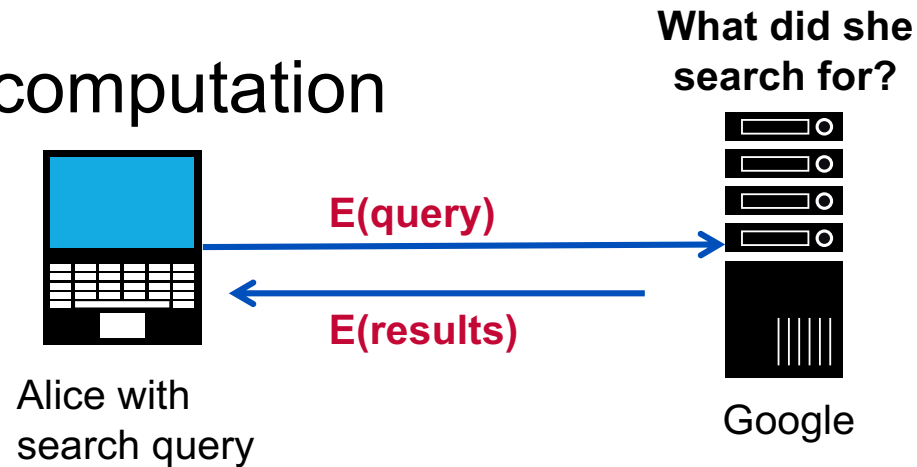 What did she
search for?
computation
E(query)
E(results)
Alice with
search query
Google